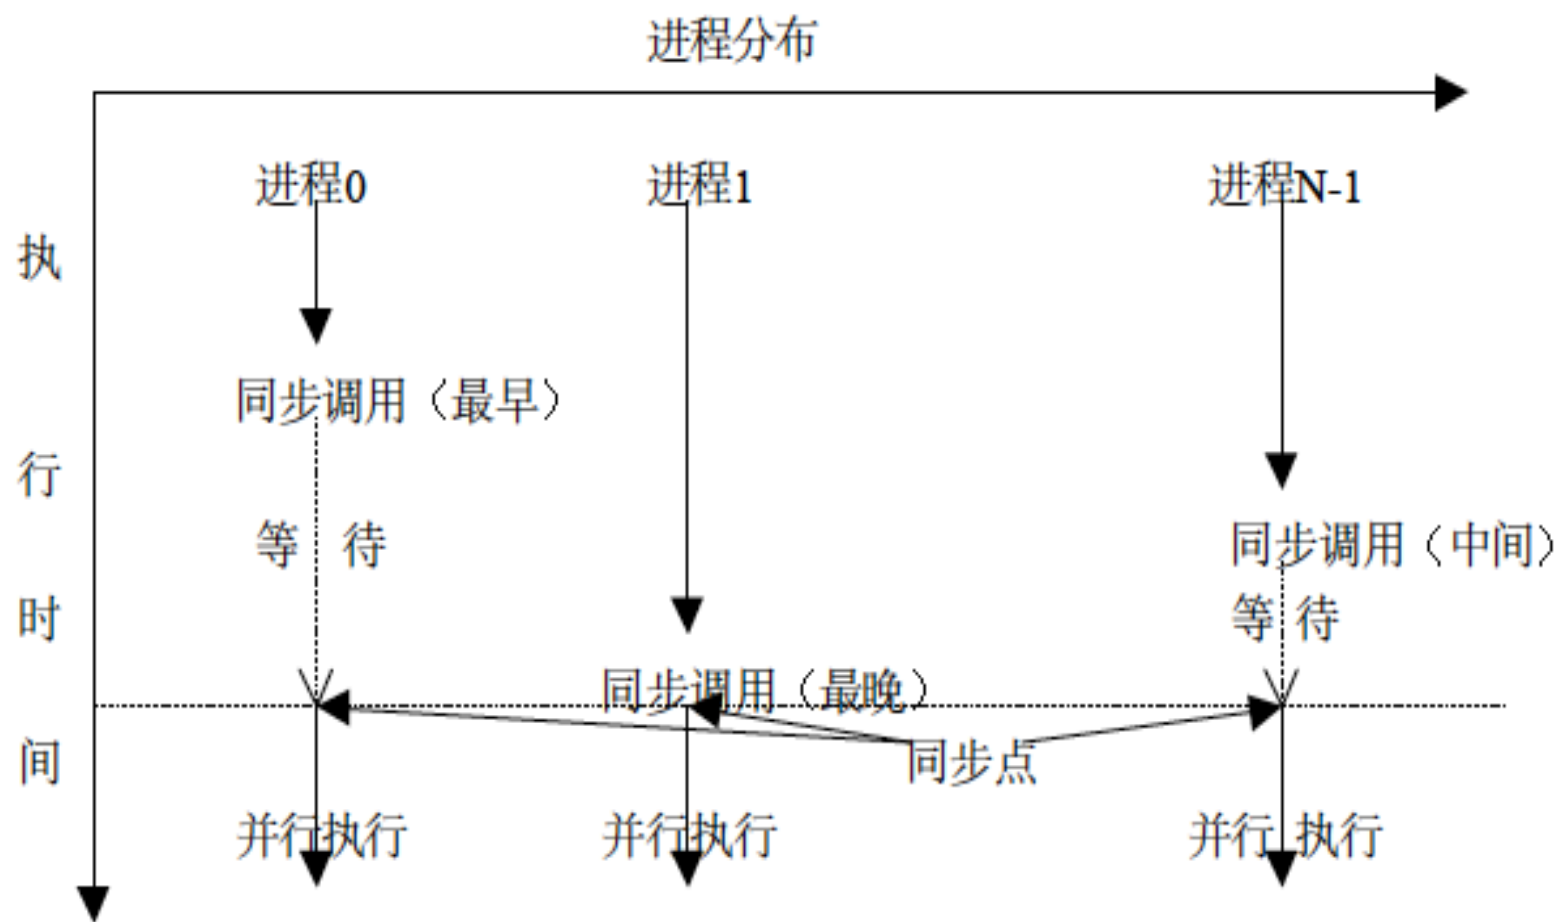 进程分布
进程0
进程1
进程N-1
执行时间
同步调用（最早）
等 待
同步调用（中间）
等 待
同步调用（最晚）
同步点
并行执行
并行执行
并行 执行